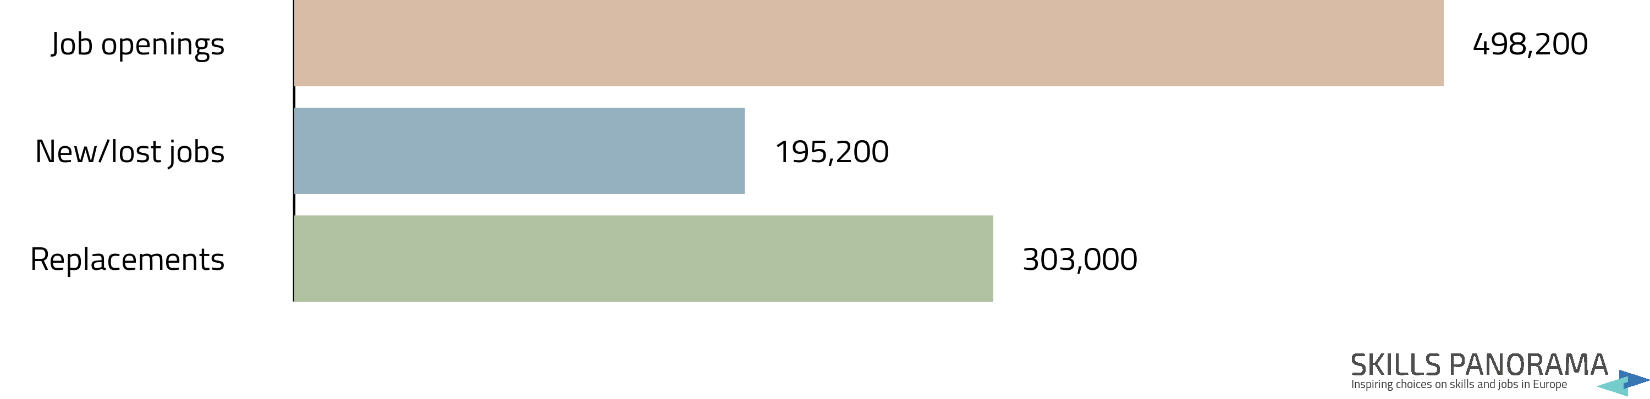 Job openings 498,200
New/lost jobs 195,200
Replacements 303,000
SKILLS PANORAMA
Inspiring choices on skills and jobs in Europe